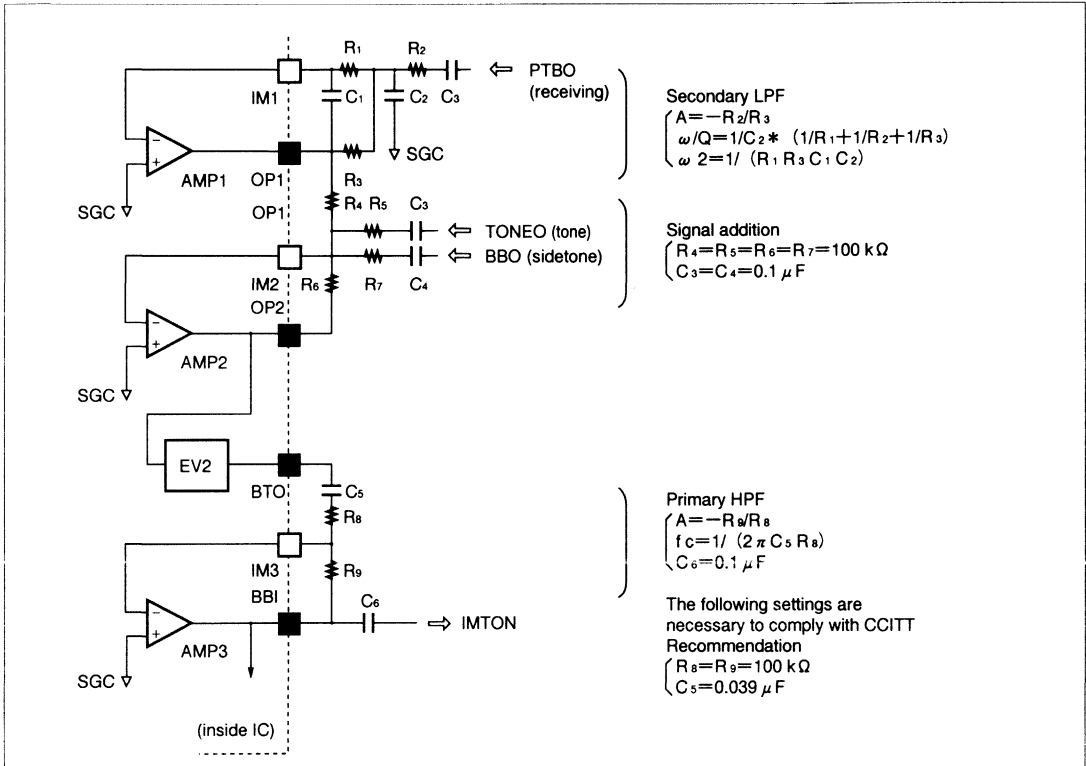 R1 R2
PTBO
(receiving)
IM1 C1 C2 C3
SGC
AMP1 OP1
R3
SGC
OP1 R4 R5 C3
TONEO (tone)
BBO (sidetone)
IM2 R6 R7 C4
OP2
AMP2
SGC
EV2
BTO C5
R8
IM3 R9
BBI C6
IMTON
AMP3
SGC
(inside IC)
Secondary LPF
A=−R2/R3
ω/Q=1/C2* (1/R1+1/R2+1/R3)
ω 2=1/ (R1 R3 C1 C2)
Signal addition
R4=R5=R6=R7=100 kΩ
C3=C4=0.1 μF
Primary HPF
A=−R9/R8
fc=1/ (2π C5 R8)
C6=0.1 μF
The following settings are
necessary to comply with CCITT
Recommendation
R8=R9=100 kΩ
C5=0.039 μF